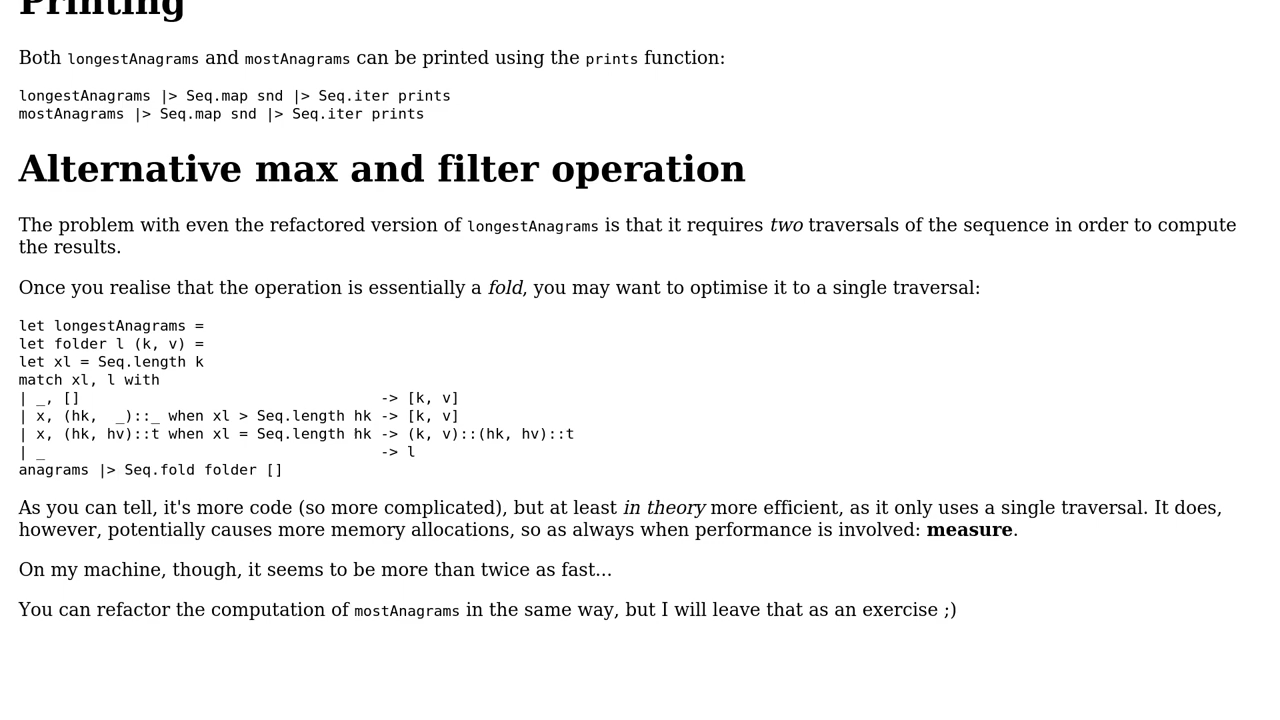 Printing
Both longestAnagrams and mostAnagrams can be printed using the prints function:
longestAnagrams |> Seq.map snd |> Seq.iter prints
mostAnagrams |> Seq.map snd |> Seq.iter prints
Alternative max and filter operation
The problem with even the refactored version of longestAnagrams is that it requires two traversals of the sequence in order to compute
the results.
Once you realise that the operation is essentially a fold, you may want to optimise it to a single traversal:
let longestAnagrams =
let folder l (k, v) =
let xl = Seq.length k
match xl, l with
| _, []                                  -> [k, v]
| x, (hk,  _)::_ when xl > Seq.length hk -> [k, v]
| x, (hk, hv)::t when xl = Seq.length hk -> (k, v)::(hk, hv)::t
| _                                      -> l
anagrams |> Seq.fold folder []
As you can tell, it's more code (so more complicated), but at least in theory more efficient, as it only uses a single traversal. It does,
however, potentially causes more memory allocations, so as always when performance is involved: measure.
On my machine, though, it seems to be more than twice as fast...
You can refactor the computation of mostAnagrams in the same way, but I will leave that as an exercise ;)